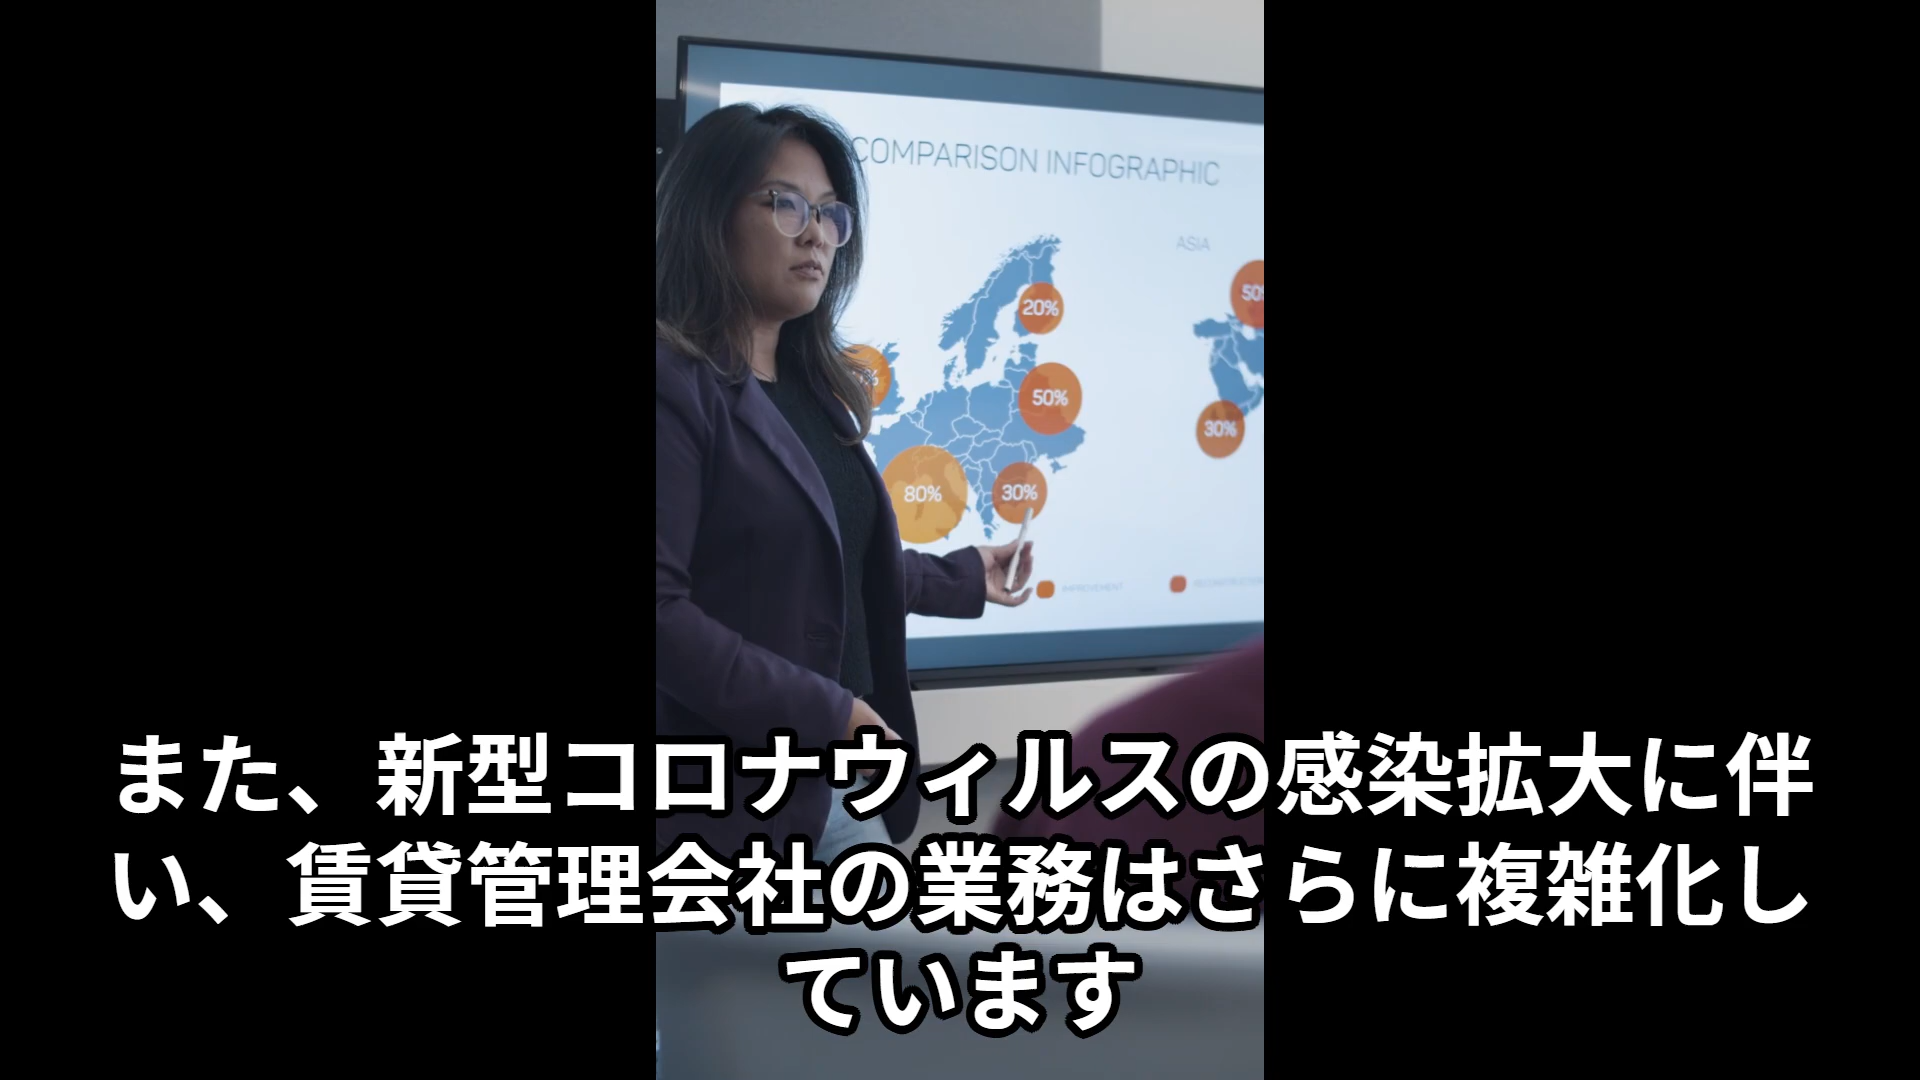 COMPARISON INFOGRAPHIC
ASIA
20%
50%
50%
30%
80%
30%
IMPROVEMENT
また、新型コロナウィルスの感染拡大に伴
い、賃貸管理会社の業務はさらに複雑化し
ています